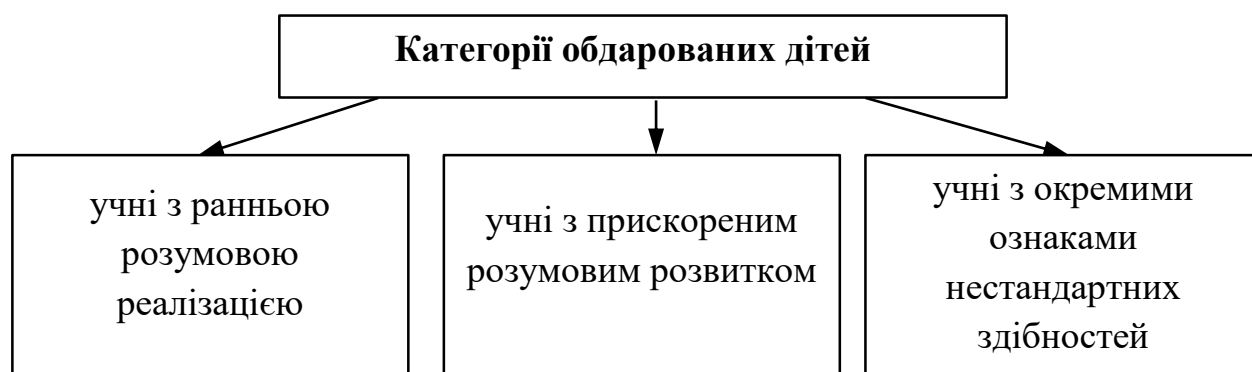 Категорії обдарованих дітей
учні з ранньою
розумовою
реалізацією
учні з прискореним
розумовим розвитком
учні з окремими
ознаками
нестандартних
здібностей